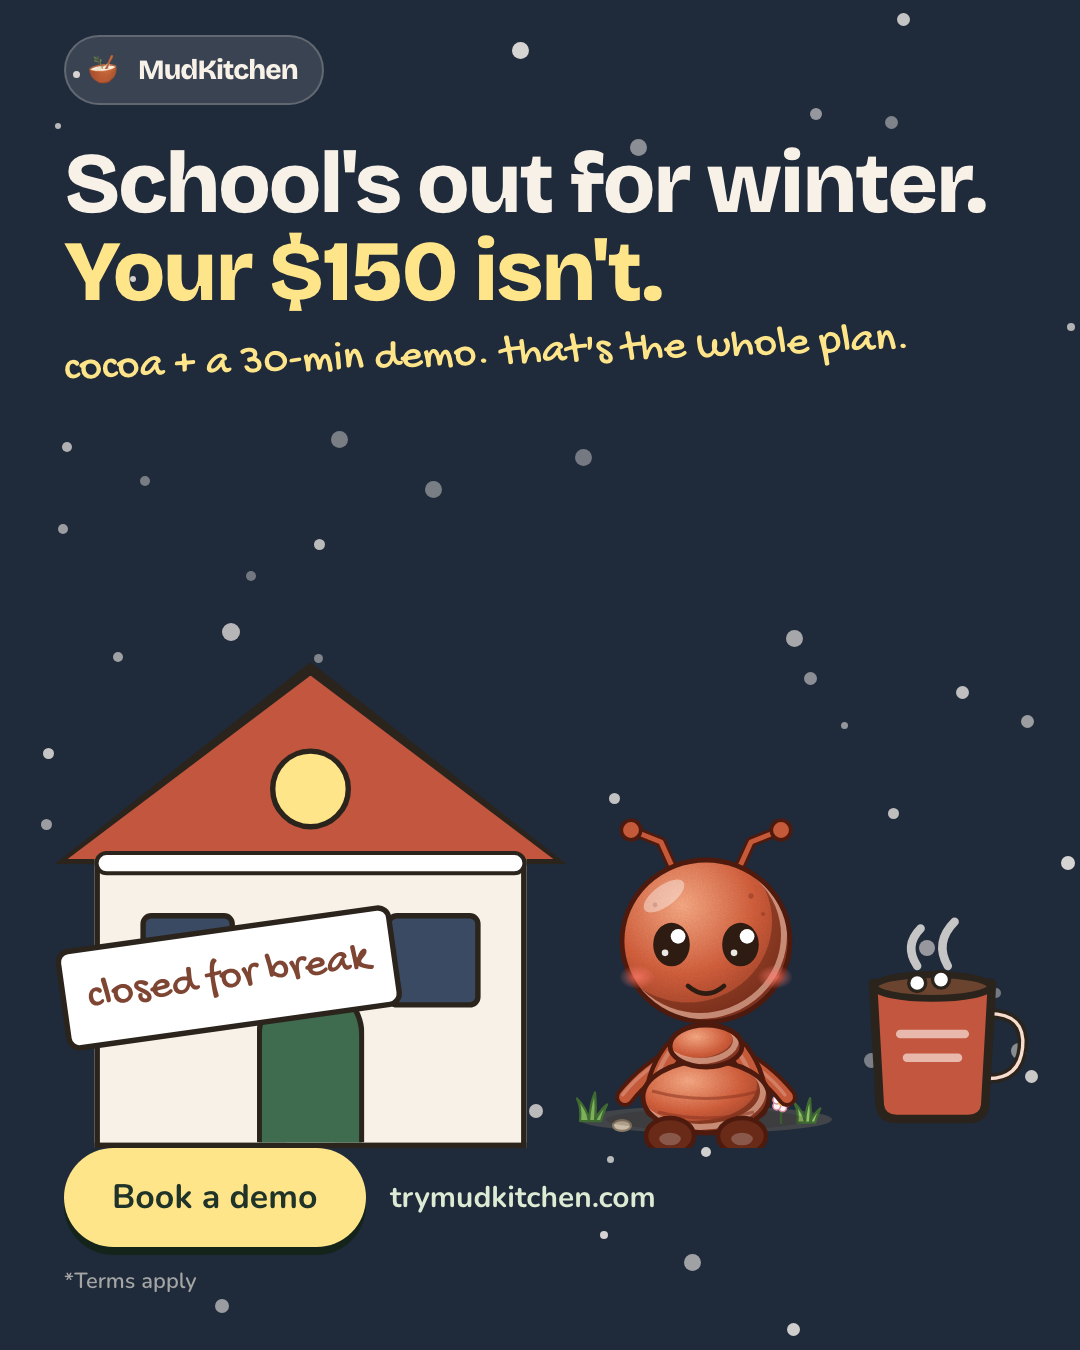 MudKitchen
School's out for winter.
Your $150 isn't.
cocoa + a 30-min demo. that's the whole plan.
closed for break
Book a demo
trymudkitchen.com
*Terms apply